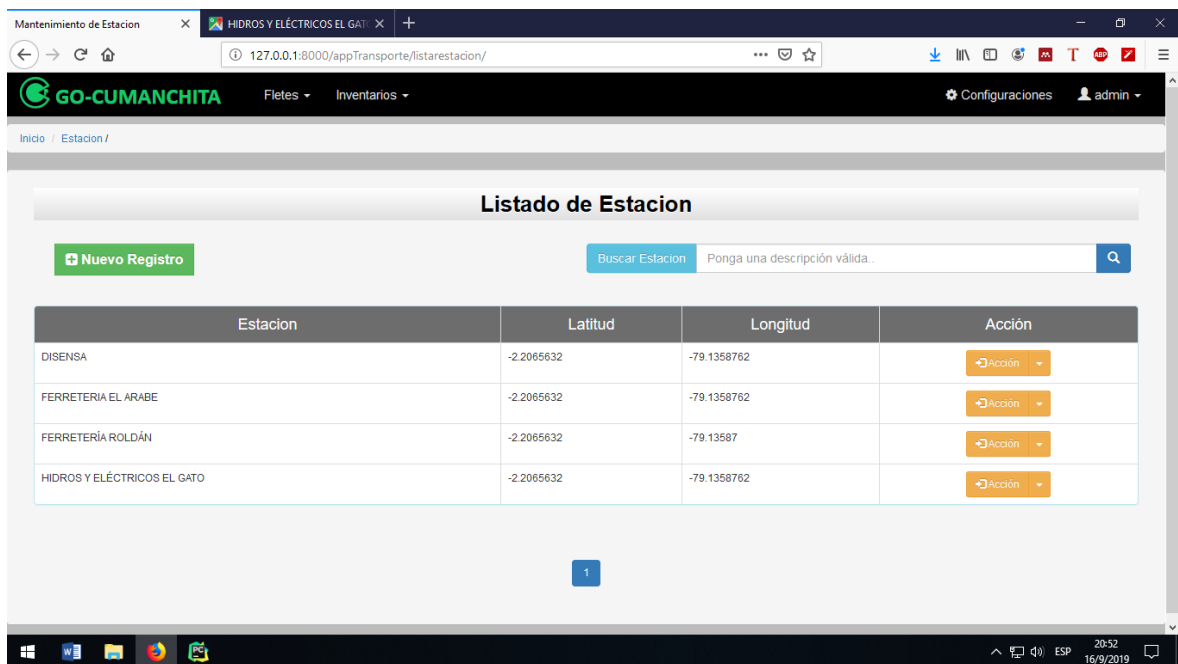 Mantenimiento de Estacion
HIDROS Y ELÉCTRICOS EL GATO
127.0.0.1:8000/appTransporte/listarestacion/
ABP
GO-CUMANCHITA
Fletes
Inventarios
Configuraciones
admin
Inicio / Estacion /
Listado de Estacion
Nuevo Registro
Buscar Estacion
Ponga una descripción válida..
Estacion Latitud Longitud Acción
DISENSA -2.2065632 -79.1358762 Acción
FERRETERIA EL ARABE -2.2065632 -79.1358762 Acción
FERRETERÍA ROLDÁN -2.2065632 -79.13587 Acción
HIDROS Y ELÉCTRICOS EL GATO -2.2065632 -79.1358762 Acción
1
ESP
20:52
16/9/2019